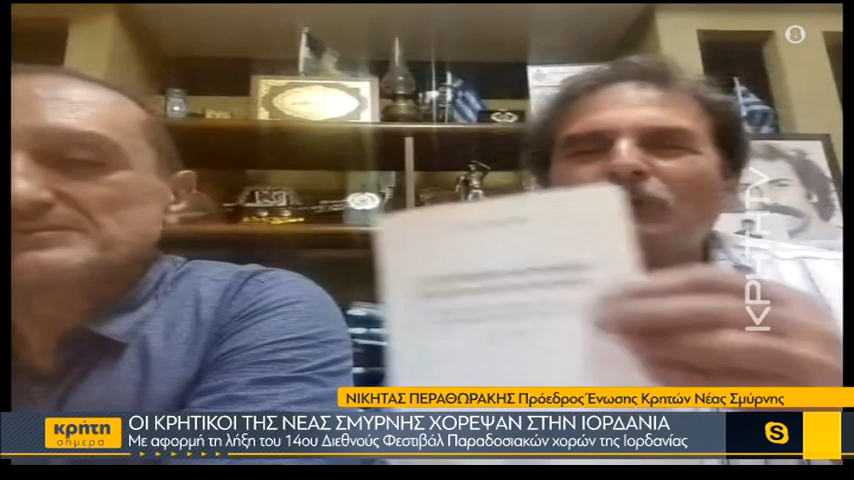 8
ΚΡΗΤΗ TV
ΝΙΚΗΤΑΣ ΠΕΡΑΘΩΡΑΚΗΣ Πρόεδρος Ένωσης Κρητών Νέας Σμύρνης
κρήτη
σήμερα
ΟΙ ΚΡΗΤΙΚΟΙ ΤΗΣ ΝΕΑΣ ΣΜΥΡΝΗΣ ΧΟΡΕΨΑΝ ΣΤΗΝ ΙΟΡΔΑΝΙΑ
Με αφορμή τη λήξη του 14ου Διεθνούς Φεστιβάλ Παραδοσιακών χορών της Ιορδανίας
S